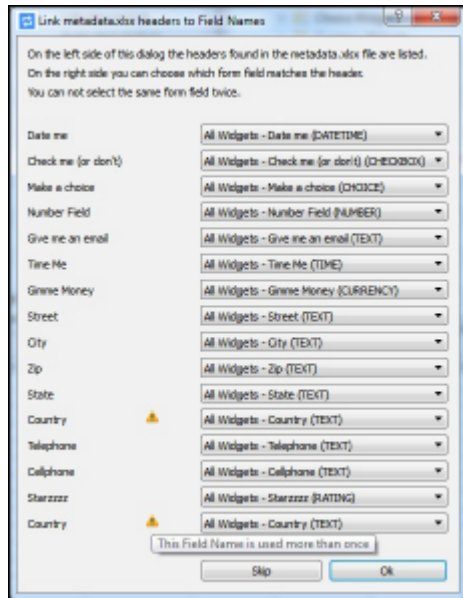 Link metadata.xlsx headers to Field Names
On the left side of this dialog the headers found in the metadata.xlsx file are listed.
On the right side you can choose which form field matches the header.
You can not select the same form field twice.
Date me All Widgets - Date me (DATETIME)
Check me (or don't) All Widgets - Check me (or don't) (CHECKBOX)
Make a choice All Widgets - Make a choice (CHOICE)
Number Field All Widgets - Number Field (NUMBER)
Give me an email All Widgets - Give me an email (TEXT)
Time Me All Widgets - Time Me (TIME)
Gimme Money All Widgets - Gimme Money (CURRENCY)
Street All Widgets - Street (TEXT)
City All Widgets - City (TEXT)
Zip All Widgets - Zip (TEXT)
State All Widgets - State (TEXT)
Country All Widgets - Country (TEXT)
Telephone All Widgets - Telephone (TEXT)
Cellphone All Widgets - Cellphone (TEXT)
Starzzzz All Widgets - Starzzzz (RATING)
Country All Widgets - Country (TEXT)
This Field Name is used more than once
Skip Ok